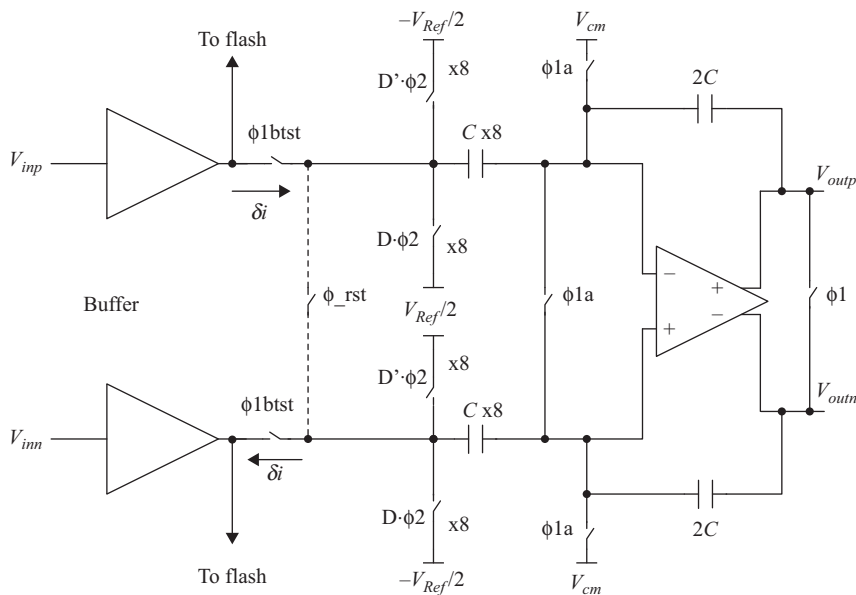 –V_Ref/2
V_cm
To flash
x8
ϕ1a
2C
D'·ϕ2
ϕ1btst
C x8
V_inp
V_outp
δi
D·ϕ2
x8
–
+
Buffer
ϕ_rst
V_Ref/2
ϕ1a
–
ϕ1
+
x8
D'·ϕ2
ϕ1btst
C x8
V_outn
V_inn
δi
D·ϕ2
x8
ϕ1a
2C
To flash
–V_Ref/2
V_cm